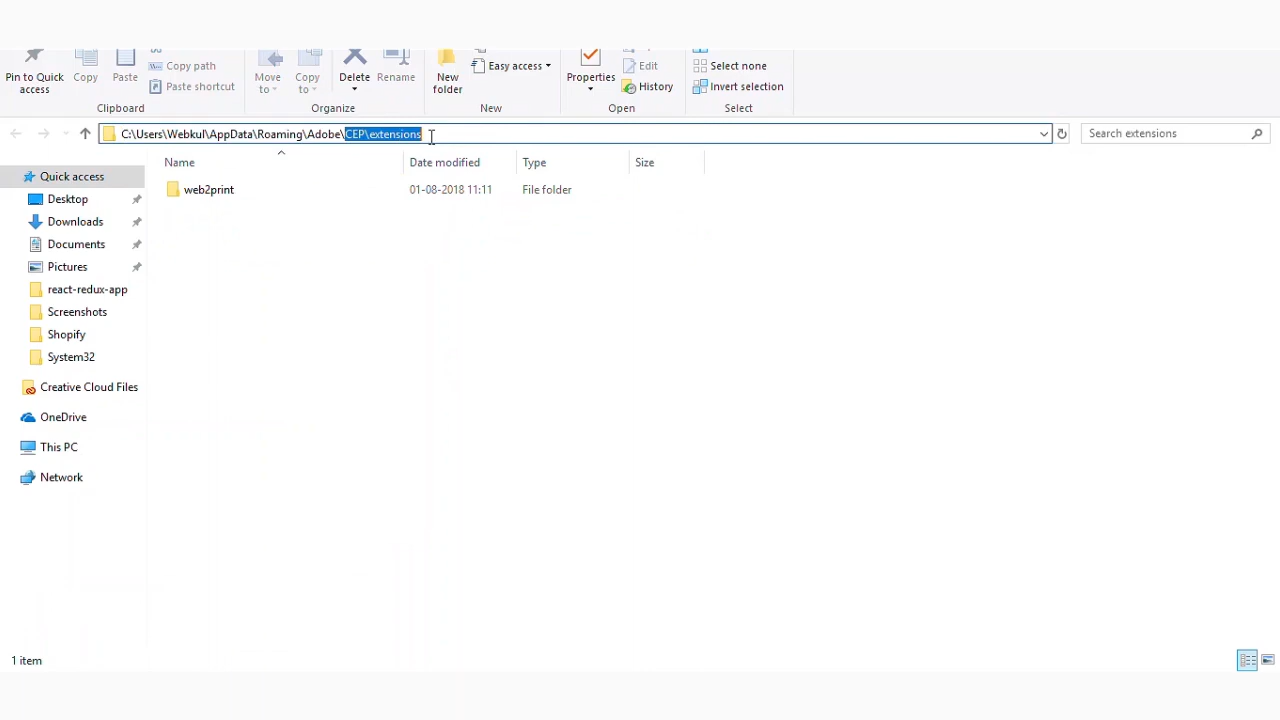 Pin to Quick access
Copy
Paste
Copy path
Paste shortcut
Clipboard
Move to
Copy to
Delete
Rename
Organize
New folder
Easy access
New
Properties
Edit
History
Open
Select none
Invert selection
Select
C:\Users\Webkul\AppData\Roaming\Adobe\CEP\extensions
Search extensions
Name
Date modified
Type
Size
web2print
01-08-2018 11:11
File folder
Quick access
Desktop
Downloads
Documents
Pictures
react-redux-app
Screenshots
Shopify
System32
Creative Cloud Files
OneDrive
This PC
Network
1 item